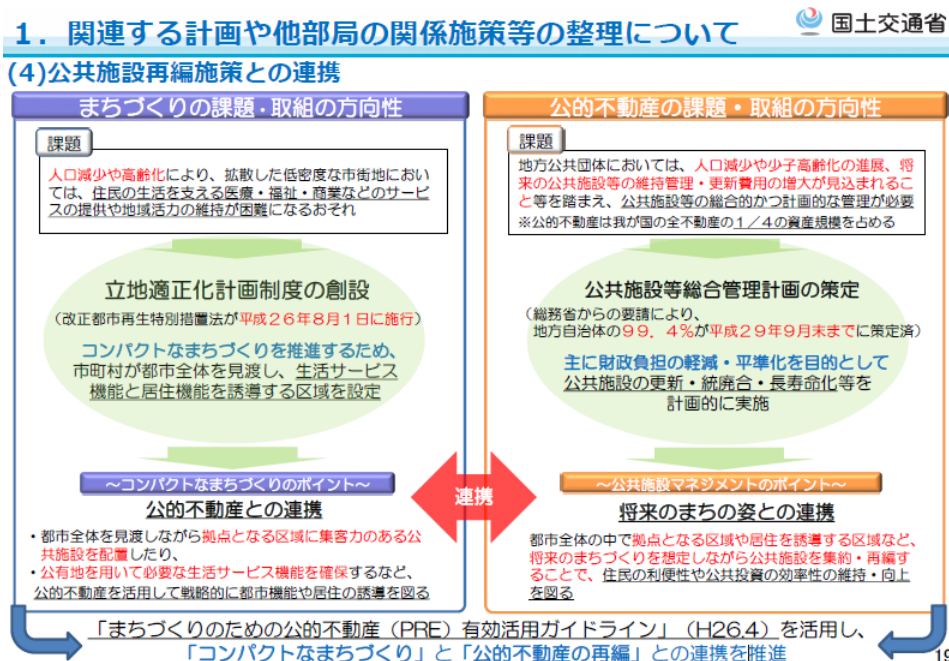 1．関連する計画や他部局の関係施策等の整理について
国土交通省
(4)公共施設再編施策との連携
まちづくりの課題・取組の方向性
課題
人口減少や高齢化により、拡散した低密度な市街地におい
ては、住民の生活を支える医療・福祉・商業などのサービ
スの提供や地域活力の維持が困難になるおそれ
立地適正化計画制度の創設
（改正都市再生特別措置法が平成２６年８月１日に施行）
コンパクトなまちづくりを推進するため、
市町村が都市全体を見渡し、生活サービス
機能と居住機能を誘導する区域を設定
～コンパクトなまちづくりのポイント～
公的不動産との連携
・都市全体を見渡しながら拠点となる区域に集客力のある公
共施設を配置したり、
・公有地を用いて必要な生活サービス機能を確保するなど、
公的不動産を活用して戦略的に都市機能や居住の誘導を図る
連携
公的不動産の課題・取組の方向性
課題
地方公共団体においては、人口減少や少子高齢化の進展、将
来の公共施設等の維持管理・更新費用の増大が見込まれるこ
と等を踏まえ、公共施設等の総合的かつ計画的な管理が必要
※公的不動産は我が国の全不動産の１／４の資産規模を占める
公共施設等総合管理計画の策定
（総務省からの要請により、
地方自治体の９９．４％が平成２９年９月末までに策定済）
主に財政負担の軽減・平準化を目的として
公共施設の更新・統廃合・長寿命化等を
計画的に実施
～公共施設マネジメントのポイント～
将来のまちの姿との連携
都市全体の中で拠点となる区域や居住を誘導する区域など、
将来のまちづくりを想定しながら公共施設を集約・再編す
ることで、住民の利便性や公共投資の効率性の維持・向上
を図る
「まちづくりのための公的不動産（PRE）有効活用ガイドライン」（H26.4）を活用し、
「コンパクトなまちづくり」と「公的不動産の再編」との連携を推進